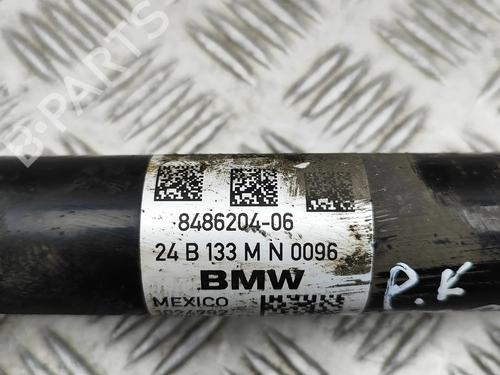 B-PARTS
8486204-06
24 B 133 M N 0096
BMW
MEXICO
D.K